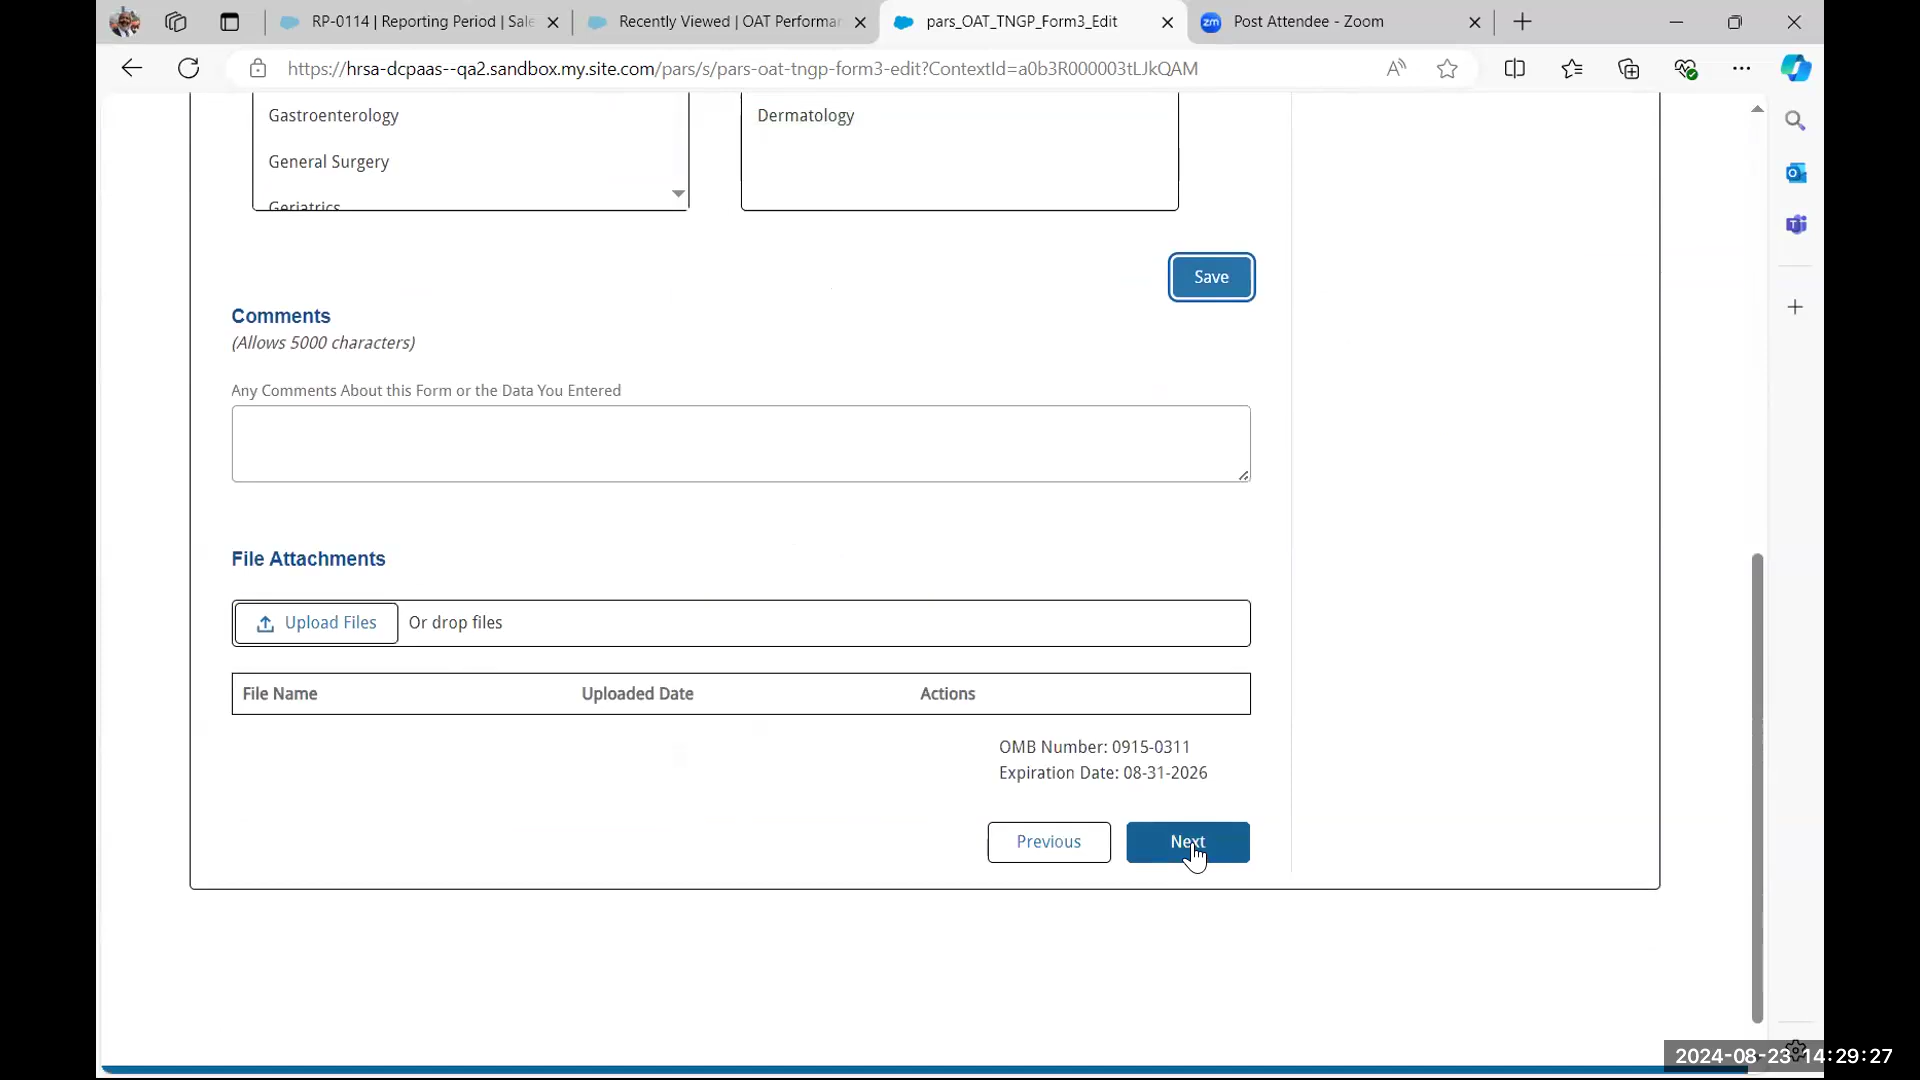 RP-0114 | Reporting Period | Sale
Recently Viewed | OAT Performa
pars_OAT_TNGP_Form3_Edit
zm
Post Attendee - Zoom
https://hrsa-dcpaas--qa2.sandbox.my.site.com/pars/s/pars-oat-tngp-form3-edit?ContextId=a0b3R000003tLJkQAM
Gastroenterology
Dermatology
General Surgery
Geriatrics
Save
Comments
(Allows 5000 characters)
Any Comments About this Form or the Data You Entered
File Attachments
Upload Files
Or drop files
File Name
Uploaded Date
Actions
OMB Number: 0915-0311
Expiration Date: 08-31-2026
Previous
Next
2024-08-23 14:29:27